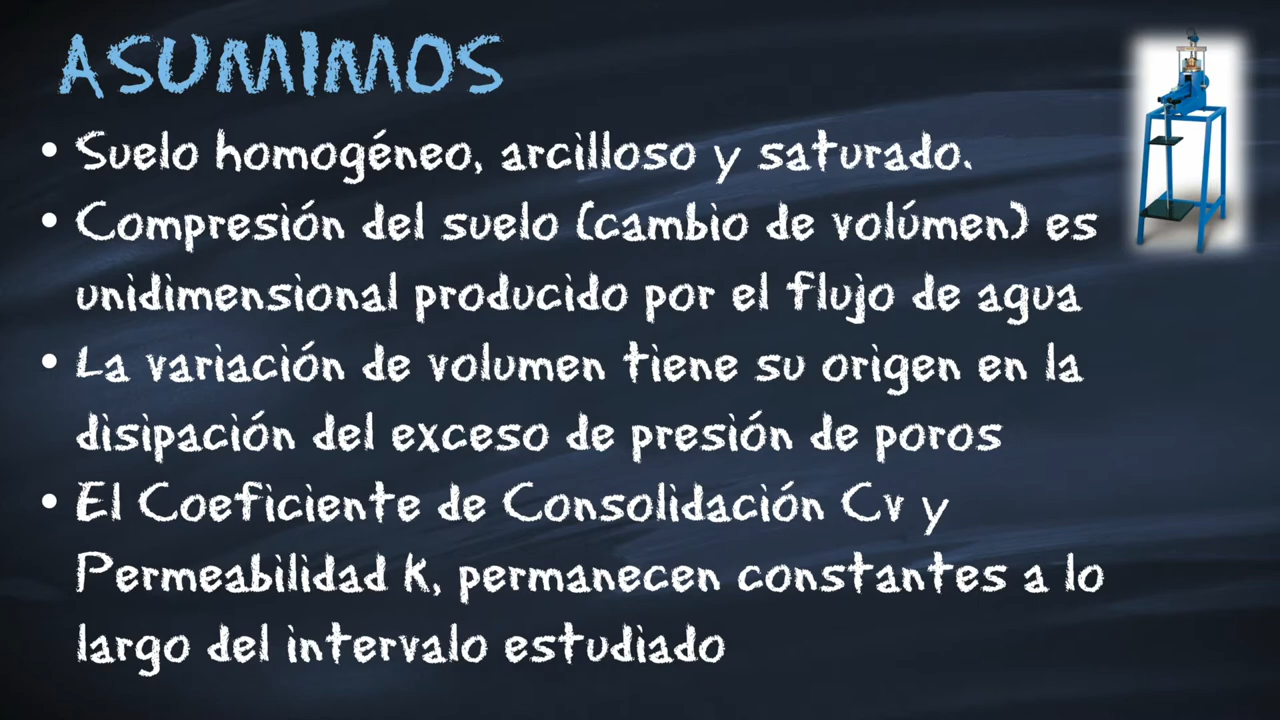 ASUMIMOS
• Suelo homogéneo, arcilloso y saturado.
• Compresión del suelo (cambio de volúmen) es
unidimensional producido por el flujo de agua
• La variación de volumen tiene su origen en la
disipación del exceso de presión de poros
• El Coeficiente de Consolidación Cv y
Permeabilidad K, permanecen constantes a lo
largo del intervalo estudiado